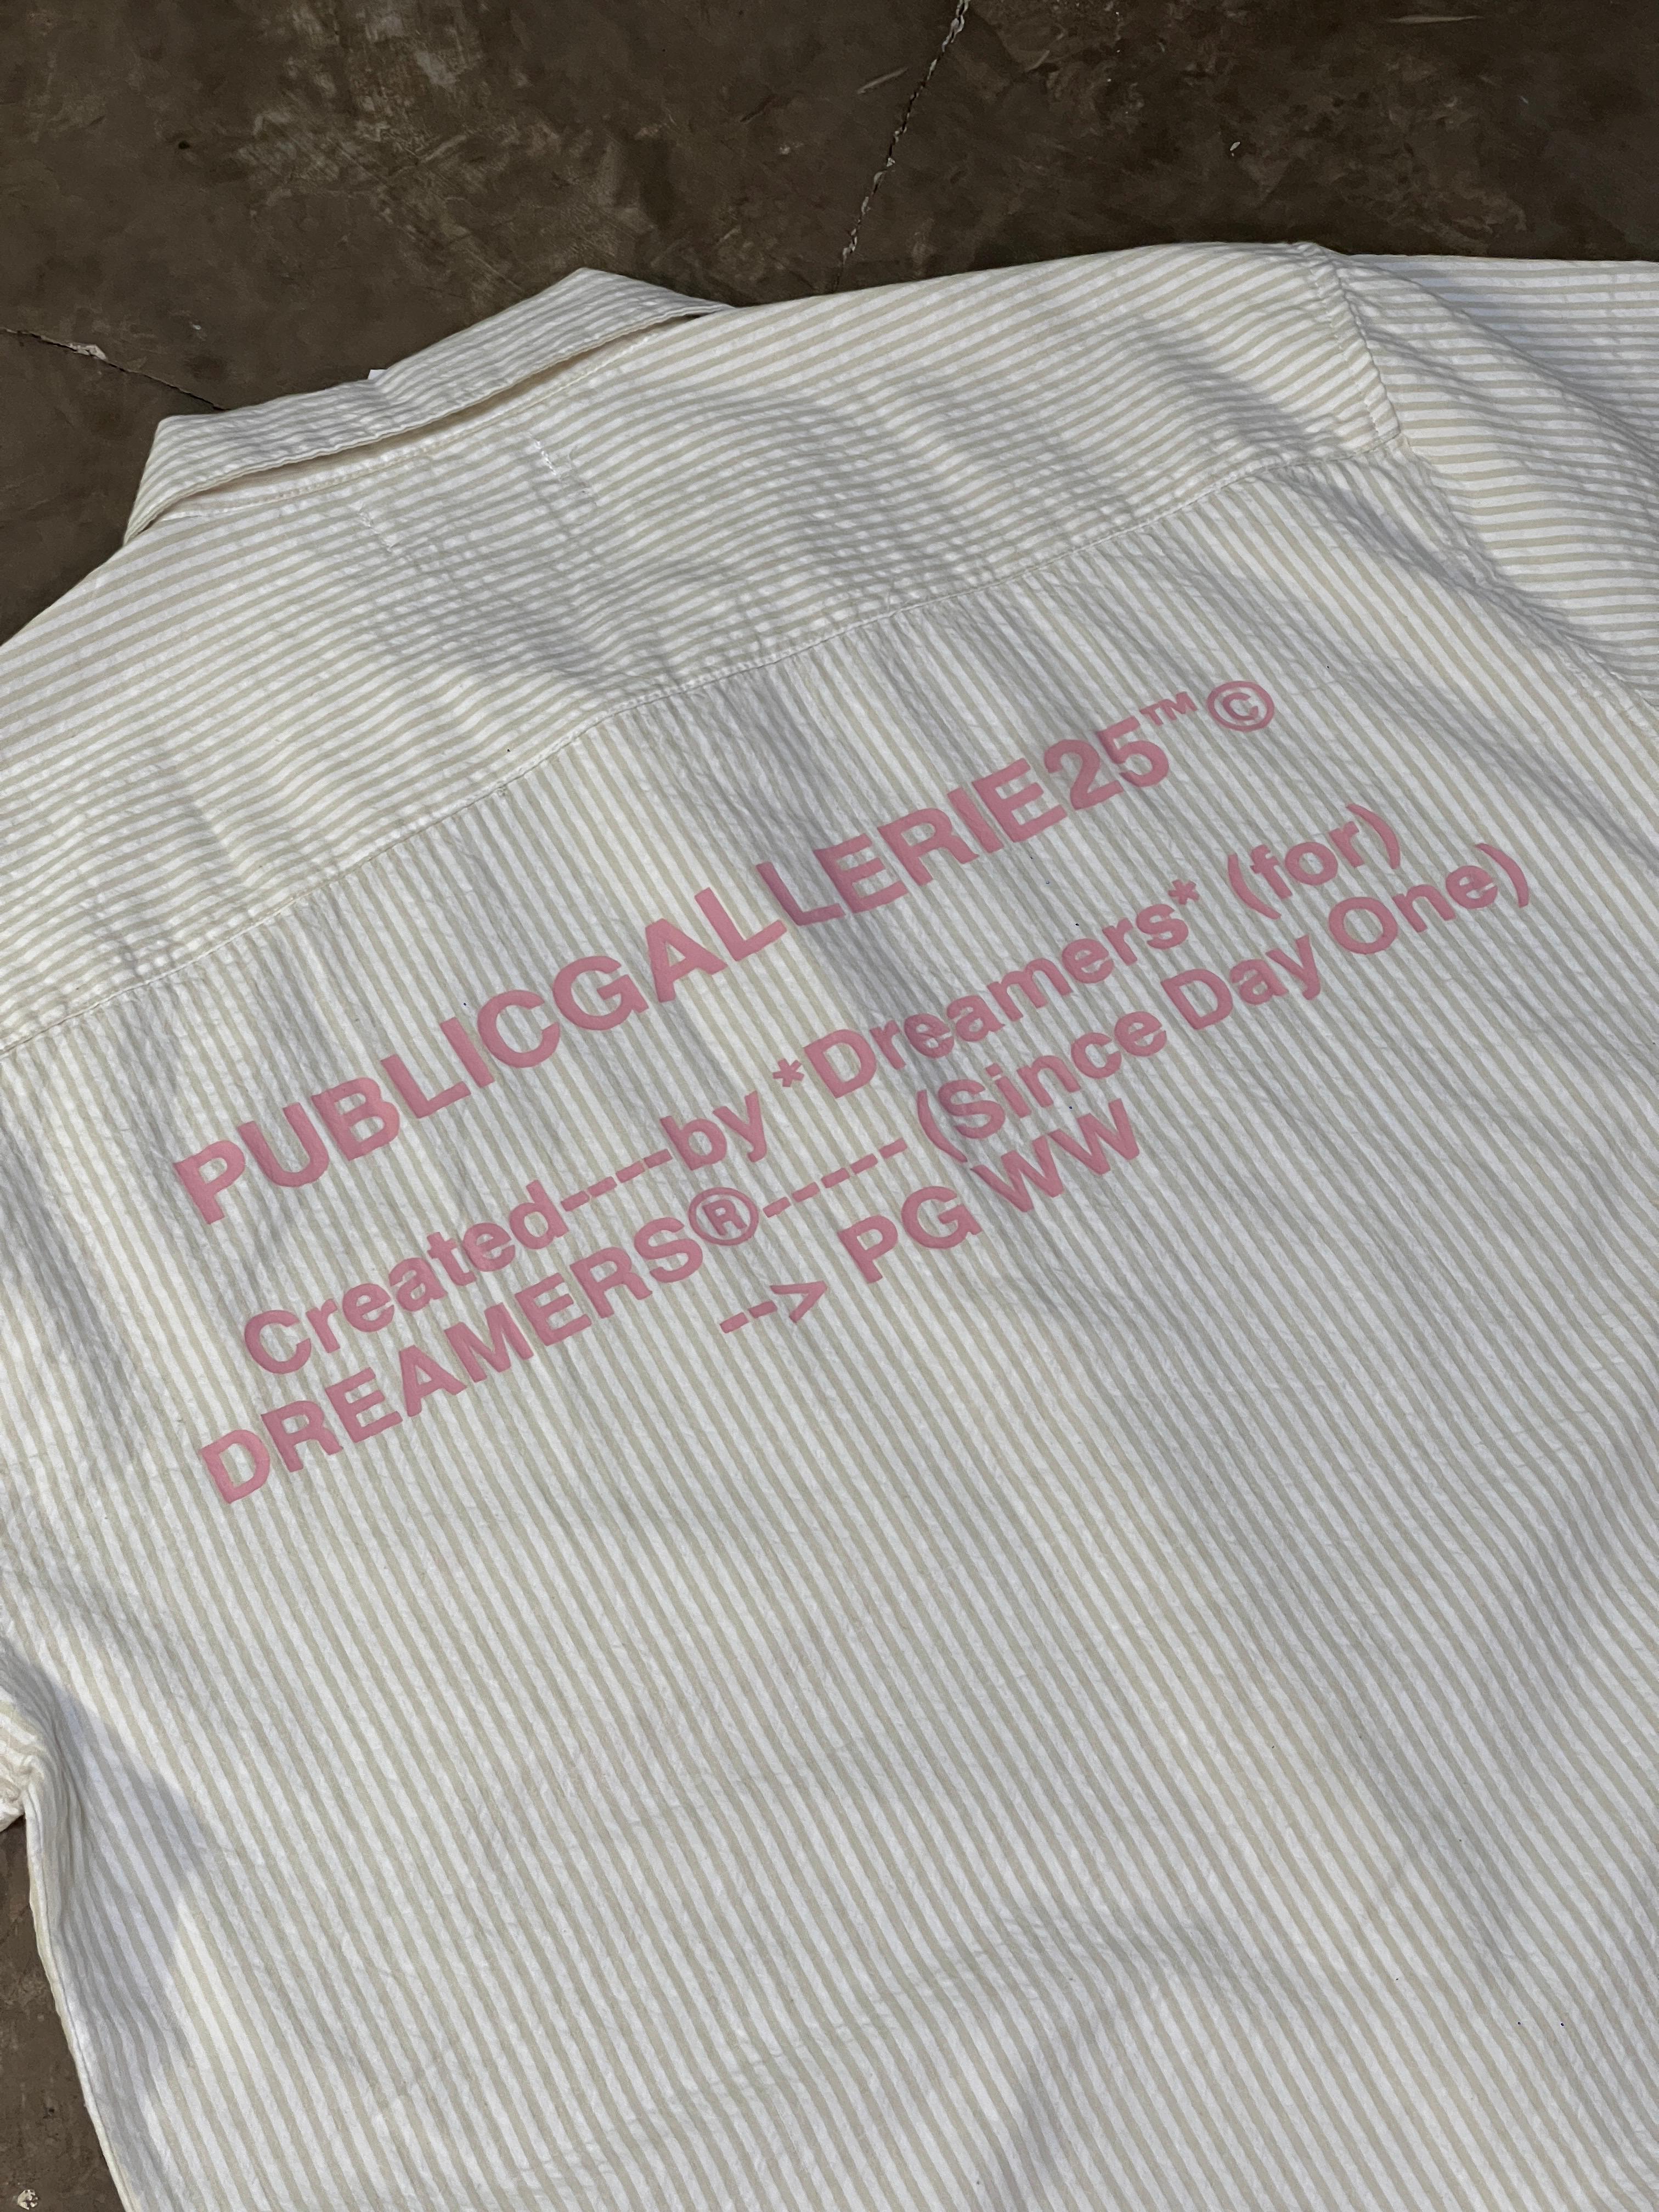 PUBLICGALLERIE25™©
Created----by *Dreamers* (for)
DREAMERS®----- (Since Day One)
--> PG WW